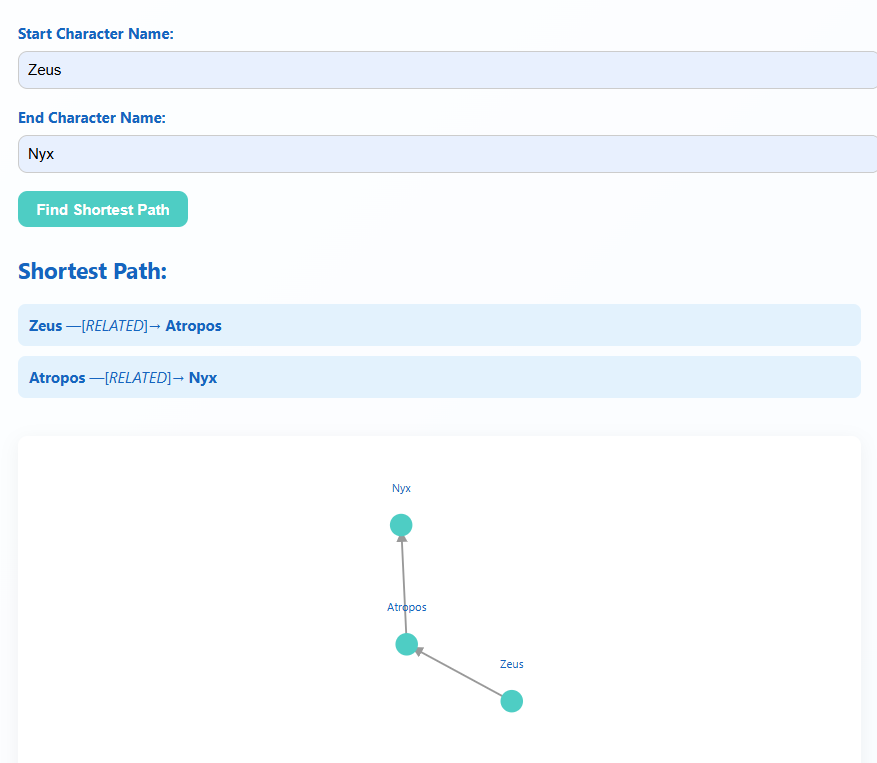 Start Character Name:
Zeus
End Character Name:
Nyx
Find Shortest Path
Shortest Path:
Zeus —[RELATED]→ Atropos
Atropos —[RELATED]→ Nyx
Nyx
Atropos
Zeus